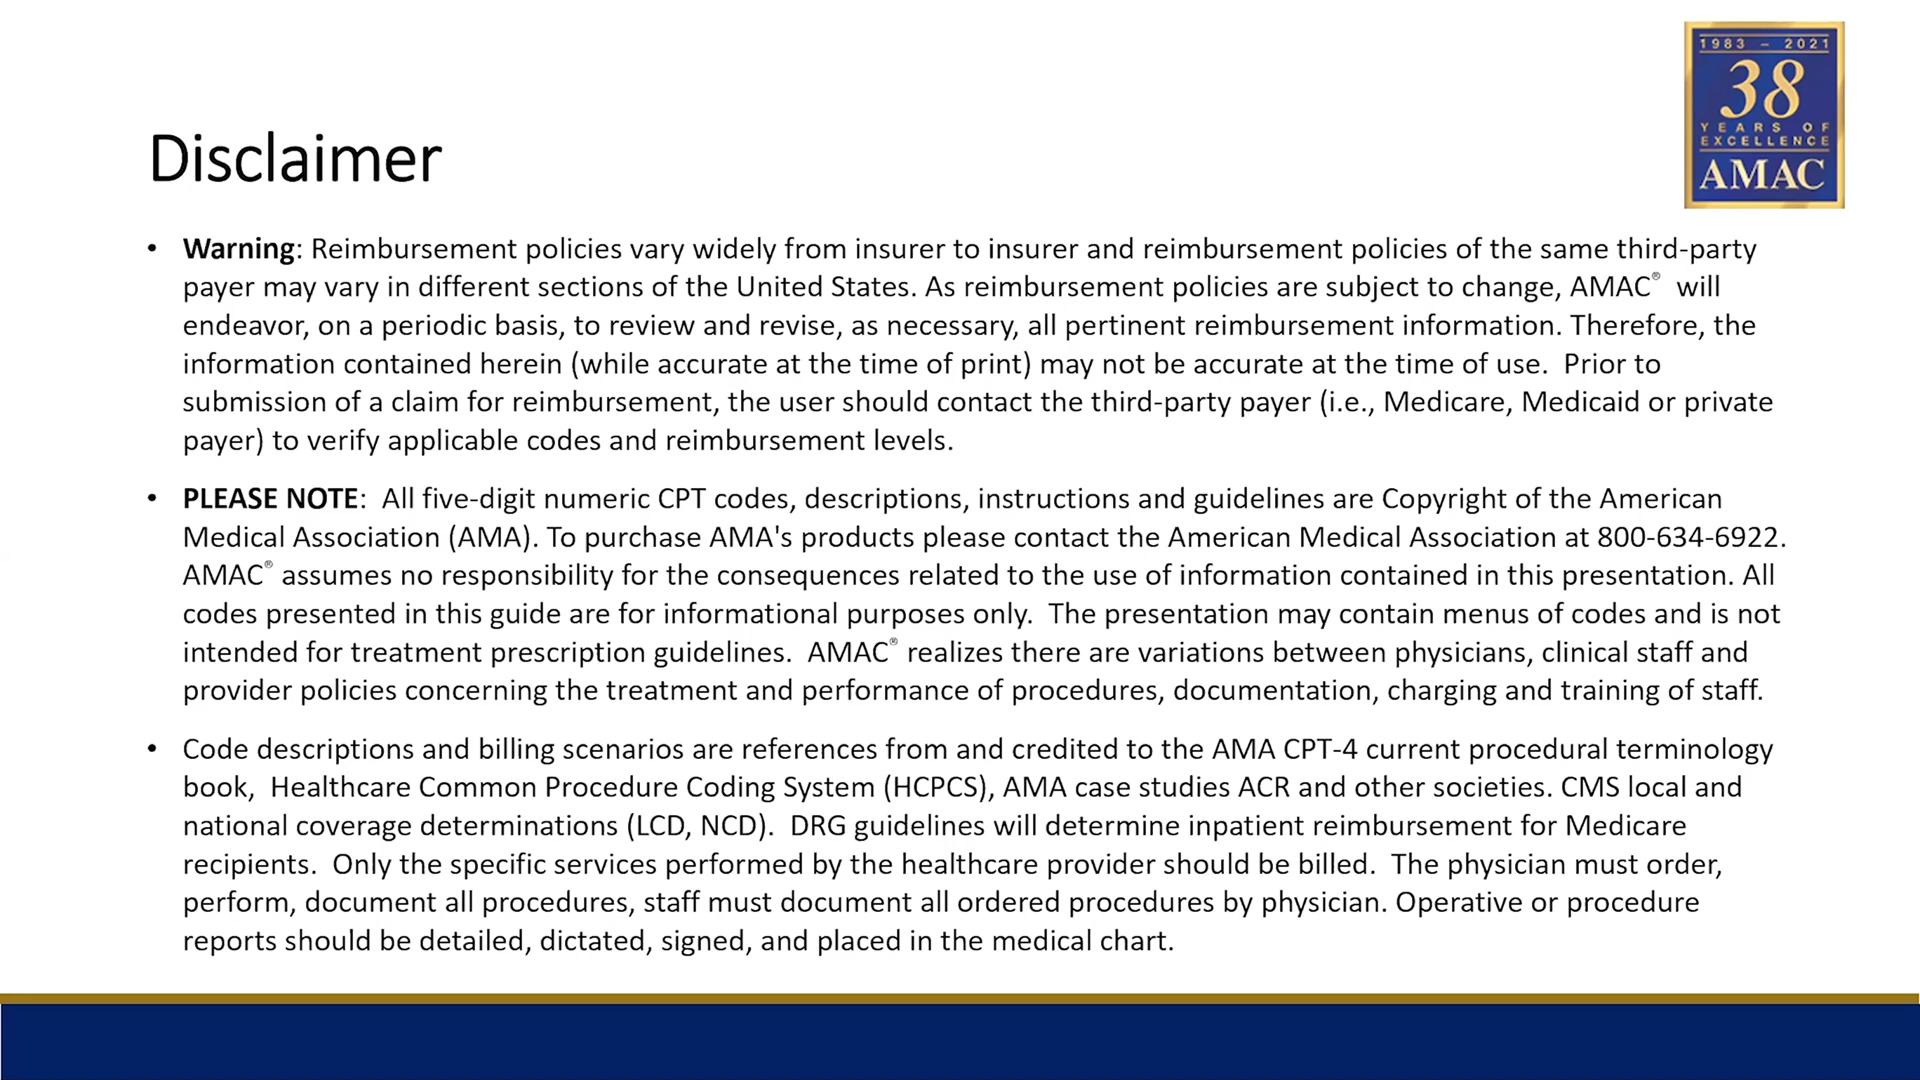 1983 – 2021
38
YEARS OF
EXCELLENCE
AMAC
Disclaimer
• Warning: Reimbursement policies vary widely from insurer to insurer and reimbursement policies of the same third-party
payer may vary in different sections of the United States. As reimbursement policies are subject to change, AMAC® will
endeavor, on a periodic basis, to review and revise, as necessary, all pertinent reimbursement information. Therefore, the
information contained herein (while accurate at the time of print) may not be accurate at the time of use. Prior to
submission of a claim for reimbursement, the user should contact the third-party payer (i.e., Medicare, Medicaid or private
payer) to verify applicable codes and reimbursement levels.
• PLEASE NOTE: All five-digit numeric CPT codes, descriptions, instructions and guidelines are Copyright of the American
Medical Association (AMA). To purchase AMA's products please contact the American Medical Association at 800-634-6922.
AMAC® assumes no responsibility for the consequences related to the use of information contained in this presentation. All
codes presented in this guide are for informational purposes only. The presentation may contain menus of codes and is not
intended for treatment prescription guidelines. AMAC® realizes there are variations between physicians, clinical staff and
provider policies concerning the treatment and performance of procedures, documentation, charging and training of staff.
• Code descriptions and billing scenarios are references from and credited to the AMA CPT-4 current procedural terminology
book, Healthcare Common Procedure Coding System (HCPCS), AMA case studies ACR and other societies. CMS local and
national coverage determinations (LCD, NCD). DRG guidelines will determine inpatient reimbursement for Medicare
recipients. Only the specific services performed by the healthcare provider should be billed. The physician must order,
perform, document all procedures, staff must document all ordered procedures by physician. Operative or procedure
reports should be detailed, dictated, signed, and placed in the medical chart.